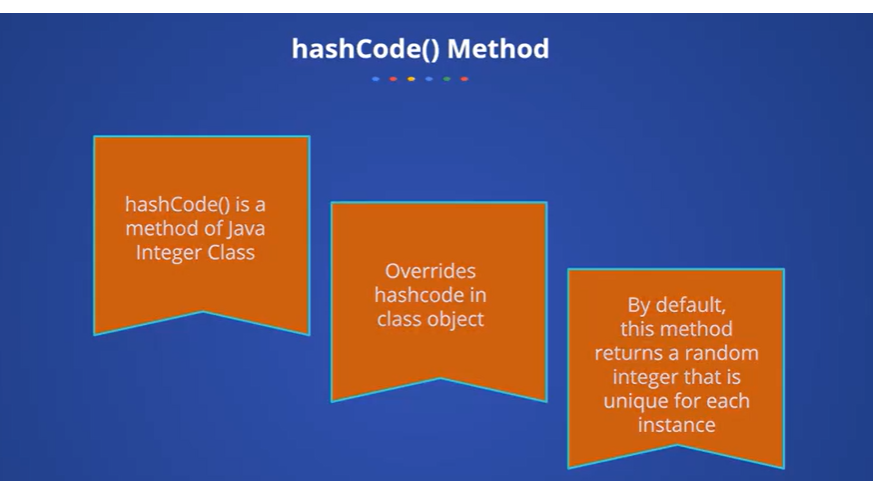 hashCode() Method
hashCode() is a
method of Java
Integer Class
Overrides
hashcode in
class object
By default,
this method
returns a random
integer that is
unique for each
instance